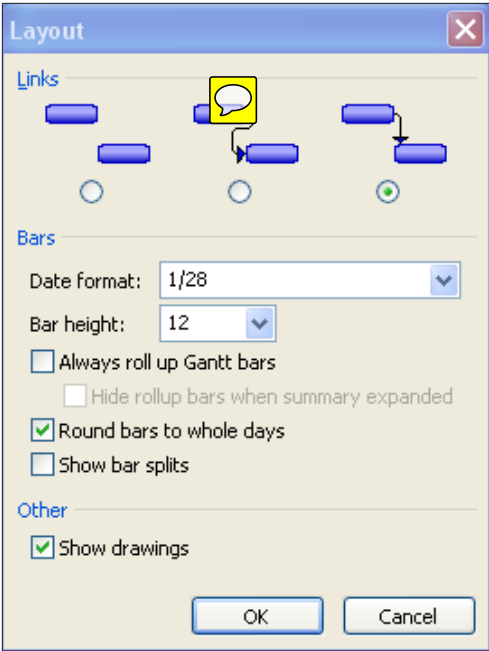 Layout
Links
Bars
Date format: 1/28
Bar height: 12
Always roll up Gantt bars
Hide rollup bars when summary expanded
Round bars to whole days
Show bar splits
Other
Show drawings
OK Cancel